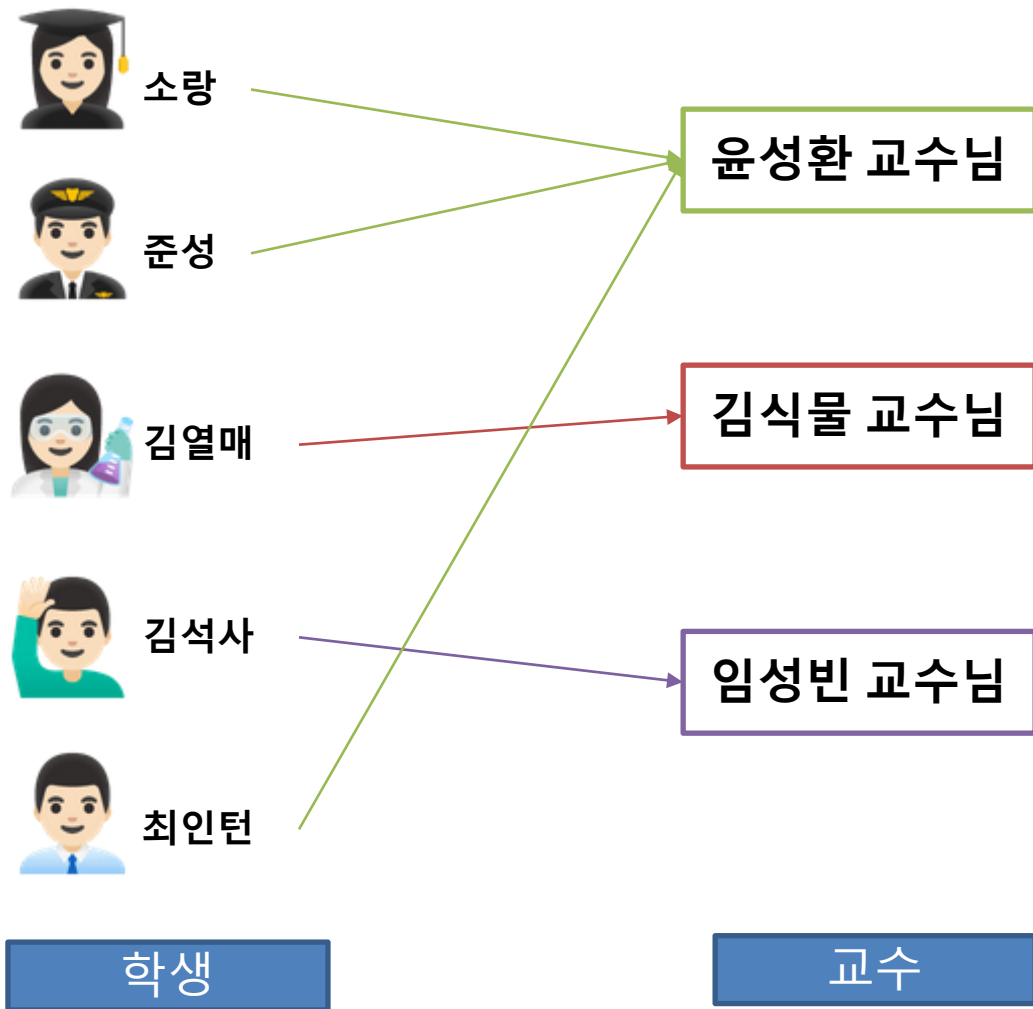 소랑
윤성환 교수님
준성
김열매
김식물 교수님
김석사
임성빈 교수님
최인턴
학생
교수